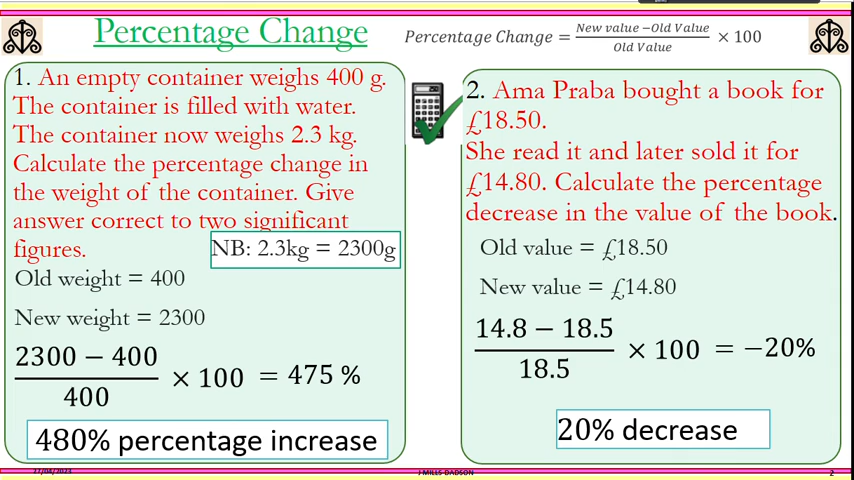 Percentage Change
Percentage Change = New value −Old Value / Old Value × 100
1. An empty container weighs 400 g.
The container is filled with water.
The container now weighs 2.3 kg.
Calculate the percentage change in
the weight of the container. Give
answer correct to two significant
figures.
NB: 2.3kg = 2300g
Old weight = 400
New weight = 2300
2300 − 400 / 400 × 100 = 475 %
480% percentage increase
2. Ama Praba bought a book for
£18.50.
She read it and later sold it for
£14.80. Calculate the percentage
decrease in the value of the book.
Old value = £18.50
New value = £14.80
14.8 − 18.5 / 18.5 × 100 = −20%
20% decrease
27/04/2023
J MILLS-DADSON
2